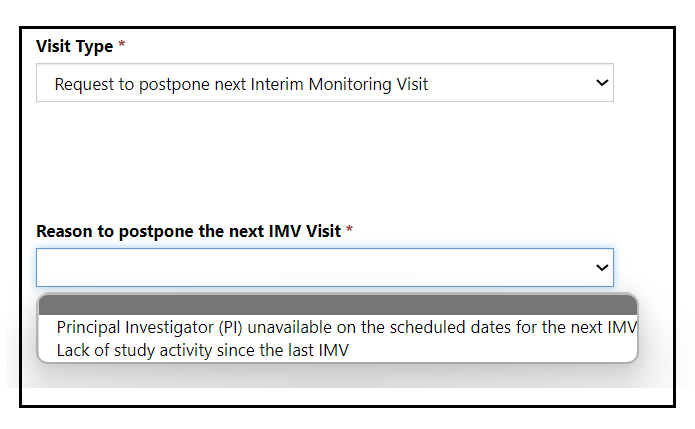 Visit Type *
Request to postpone next Interim Monitoring Visit
Reason to postpone the next IMV Visit *
Principal Investigator (PI) unavailable on the scheduled dates for the next IMV
Lack of study activity since the last IMV